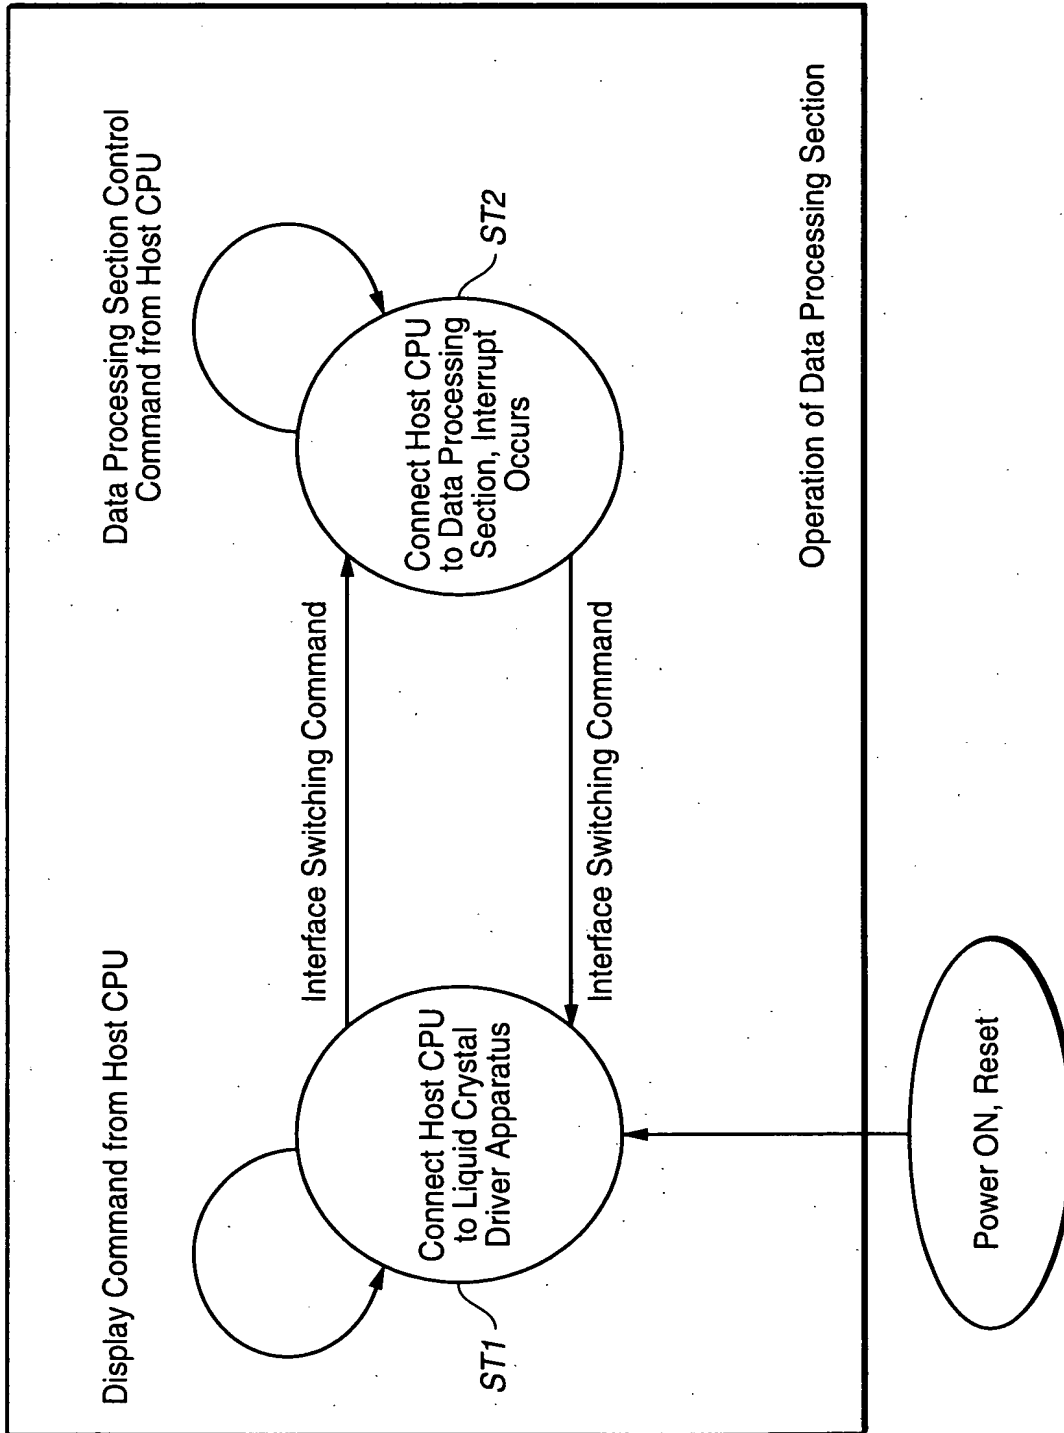 Display Command from Host CPU
Data Processing Section Control
Command from Host CPU
Interface Switching Command
Connect Host CPU
to Liquid Crystal
Driver Apparatus
ST1
Connect Host CPU
to Data Processing
Section, Interrupt
Occurs
ST2
Interface Switching Command
Operation of Data Processing Section
Power ON, Reset